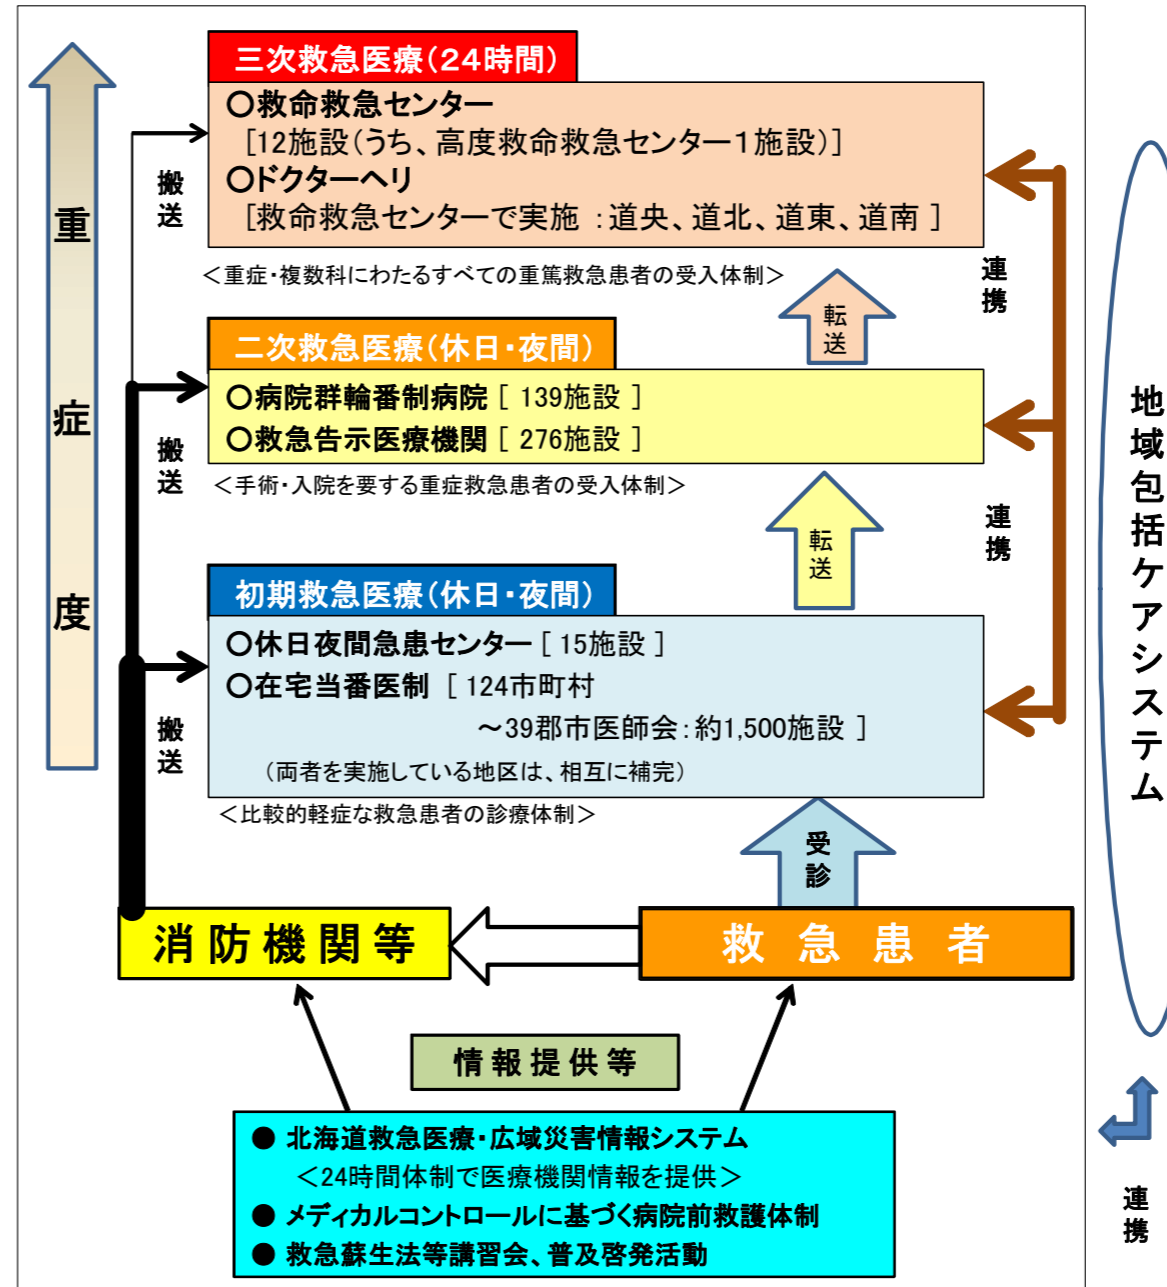 三次救急医療(24時間)
○救命救急センター
[12施設(うち、高度救命救急センター1施設)]
○ドクターヘリ
[救命救急センターで実施 :道央、道北、道東、道南 ]
＜重症・複数科にわたるすべての重篤救急患者の受入体制＞
搬送
転送
連携
重症度
二次救急医療(休日・夜間)
○病院群輪番制病院 [ 139施設 ]
○救急告示医療機関 [ 276施設 ]
＜手術・入院を要する重症救急患者の受入体制＞
搬送
転送
連携
初期救急医療(休日・夜間)
○休日夜間急患センター [ 15施設 ]
○在宅当番医制 [ 124市町村
～39郡市医師会:約1,500施設 ]
(両者を実施している地区は、相互に補完)
＜比較的軽症な救急患者の診療体制＞
搬送
受診
地域包括ケアシステム
消防機関等
救急患者
情報提供等
● 北海道救急医療・広域災害情報システム
＜24時間体制で医療機関情報を提供＞
● メディカルコントロールに基づく病院前救護体制
● 救急蘇生法等講習会、普及啓発活動
連携